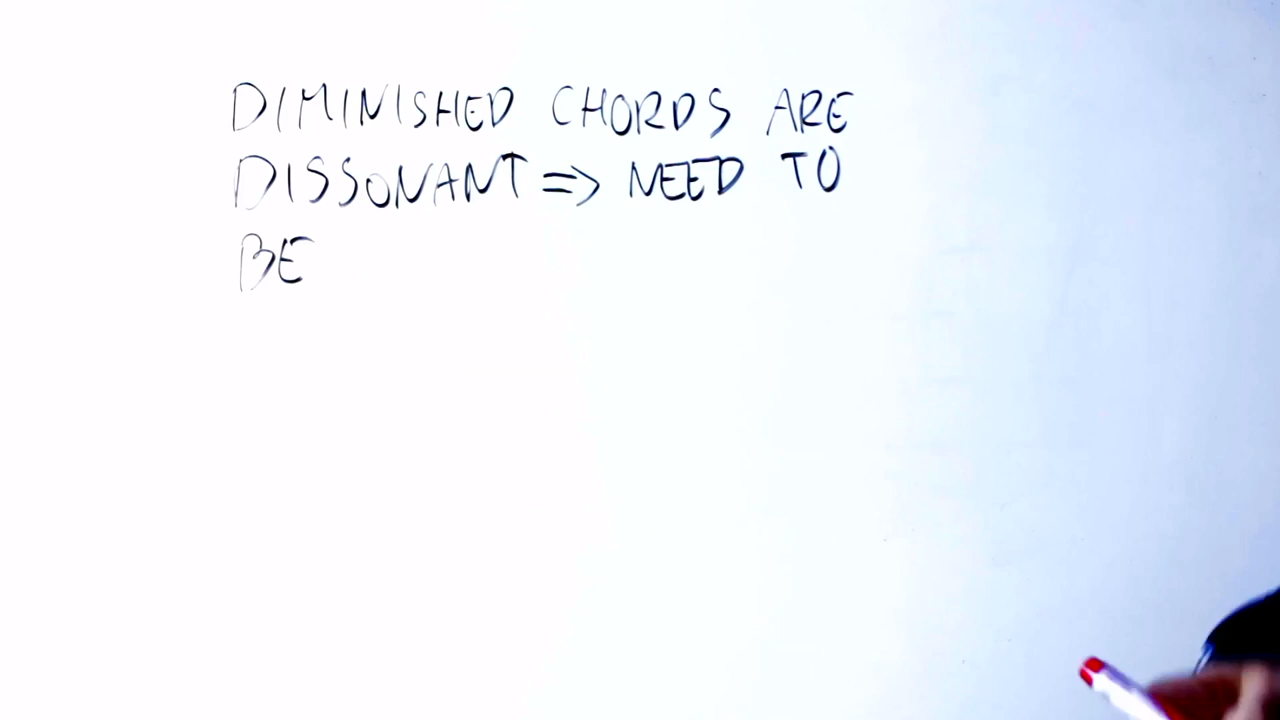 DIMINISHED CHORDS ARE
DISSONANT => NEED TO
BE